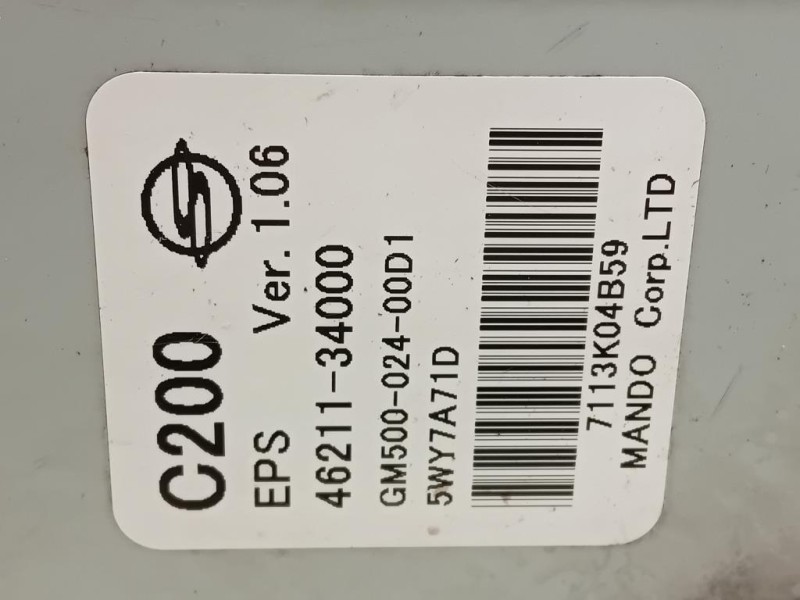 C200
EPS Ver. 1.06
46211-34000
GM500-024-00D1
5WY7A71D
7113K04B59
MANDO Corp.LTD